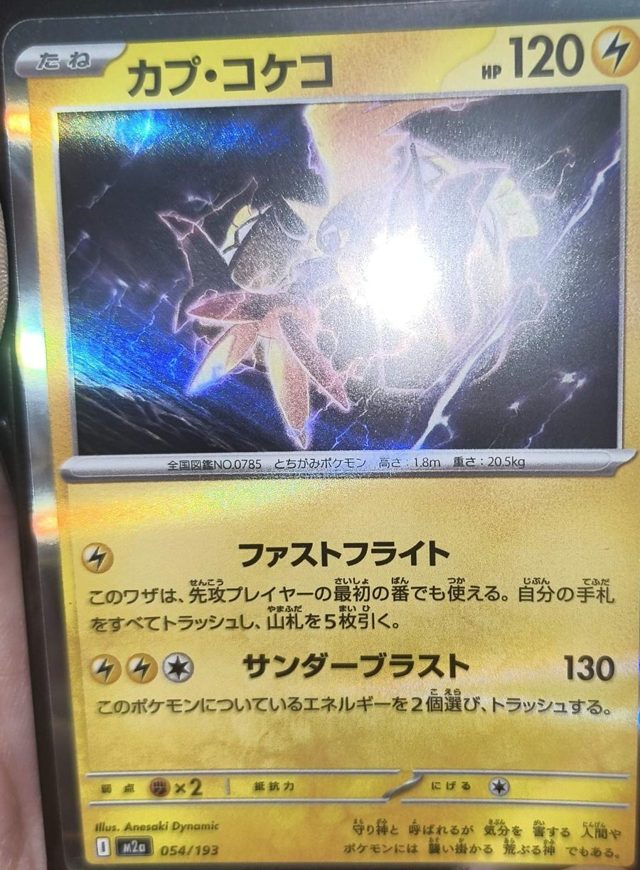 たね カプ・コケコ HP 120
全国図鑑NO.0785 とちがみポケモン 高さ:1.8m 重さ:20.5kg
ファストフライト
このワザは、先攻プレイヤーの最初の番でも使える。自分の手札
をすべてトラッシュし、山札を5枚引く。
サンダーブラスト 130
このポケモンについているエネルギーを2個選び、トラッシュする。
弱点 ×2 抵抗力 にげる
Illus. Anesaki Dynamic
守り神と 呼ばれるが 気分を 害する 人間や
ポケモンには 襲い掛かる 荒ぶる神 でもある。
I M2a 054/193